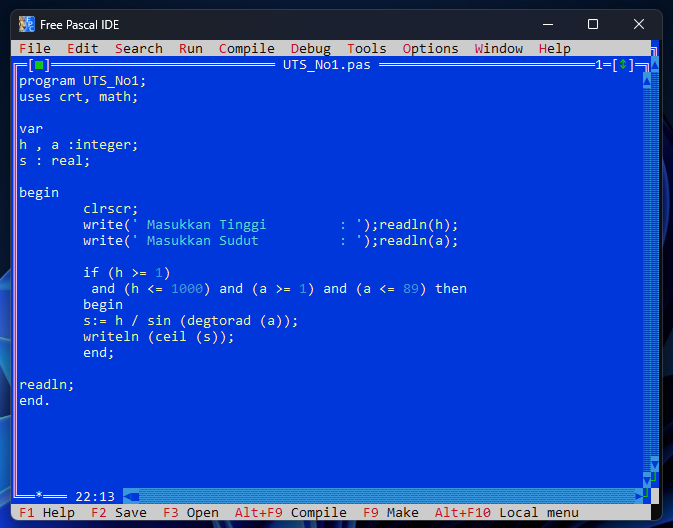 Free Pascal IDE
File Edit Search Run Compile Debug Tools Options Window Help
UTS_No1.pas 1
program UTS_No1;
uses crt, math;
var
h , a :integer;
s : real;
begin
clrscr;
write(' Masukkan Tinggi         : ');readln(h);
write(' Masukkan Sudut          : ');readln(a);
if (h >= 1)
and (h <= 1000) and (a >= 1) and (a <= 89) then
begin
s:= h / sin (degtorad (a));
writeln (ceil (s));
end;
readln;
end.
* 22:13
F1 Help F2 Save F3 Open Alt+F9 Compile F9 Make Alt+F10 Local menu